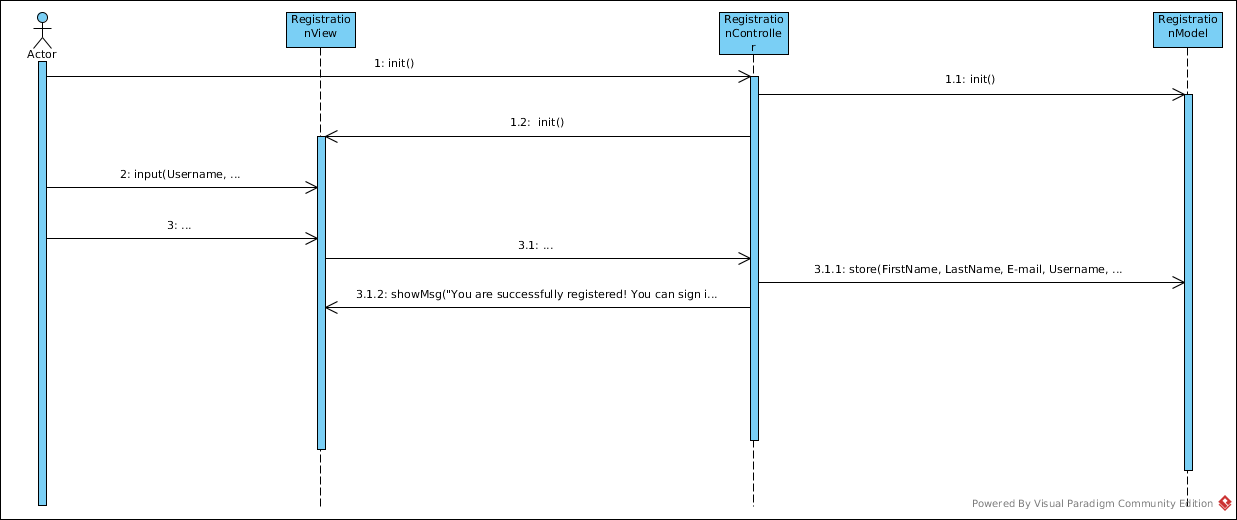 Actor
Registratio
nView
Registratio
nControlle
r
Registratio
nModel
1: init()
1.1: init()
1.2:  init()
2: input(Username, ...
3: ...
3.1: ...
3.1.1: store(FirstName, LastName, E-mail, Username, ...
3.1.2: showMsg("You are successfully registered! You can sign i...
Powered By Visual Paradigm Community Edition